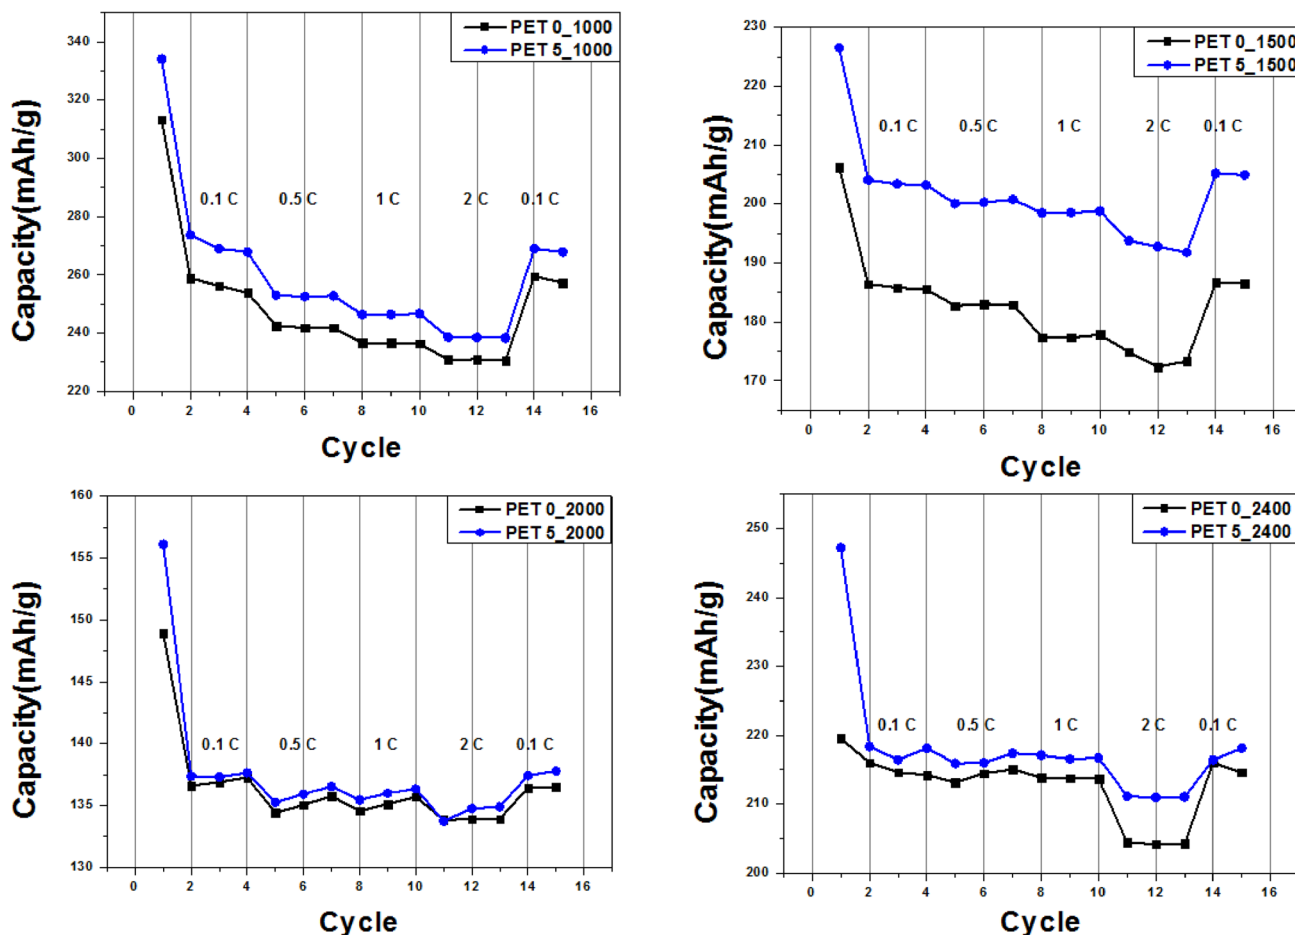 PET 0_1000
PET 5_1000
340
320
300
280
260
240
220
Capacity(mAh/g)
0.1 C 0.5 C 1 C 2 C 0.1 C
0 2 4 6 8 10 12 14 16
Cycle
PET 0_1500
PET 5_1500
230
220
210
200
190
180
170
Capacity(mAh/g)
0.1 C 0.5 C 1 C 2 C 0.1 C
0 2 4 6 8 10 12 14 16
Cycle
PET 0_2000
PET 5_2000
160
155
150
145
140
135
130
Capacity(mAh/g)
0.1 C 0.5 C 1 C 2 C 0.1 C
0 2 4 6 8 10 12 14 16
Cycle
PET 0_2400
PET 5_2400
250
240
230
220
210
200
Capacity(mAh/g)
0.1 C 0.5 C 1 C 2 C 0.1 C
0 2 4 6 8 10 12 14 16
Cycle